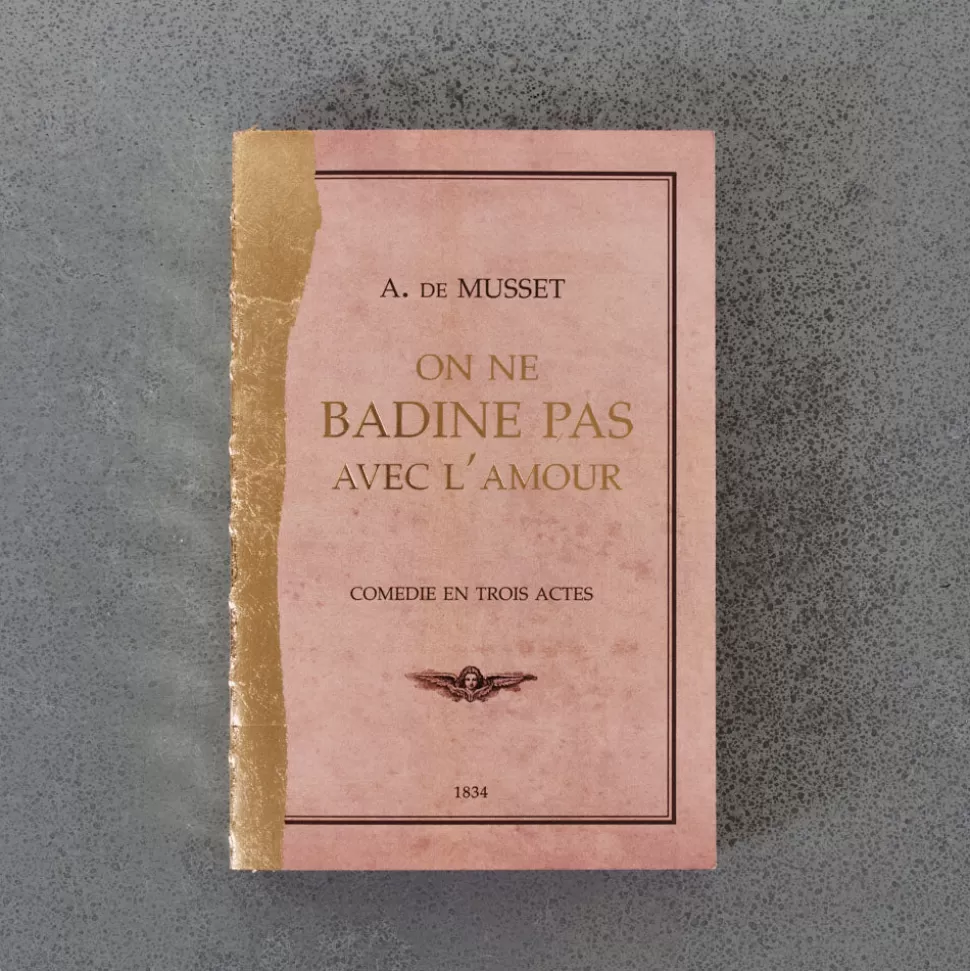 A. DE MUSSET
ON NE
BADINE PAS
AVEC L'AMOUR
COMEDIE EN TROIS ACTES
1834